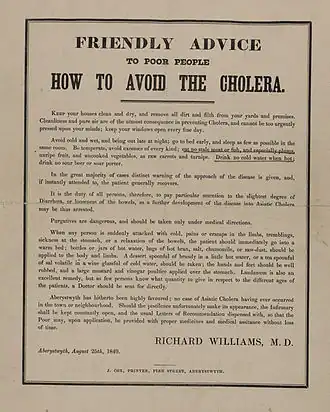 FRIENDLY ADVICE
TO POOR PEOPLE
HOW TO AVOID THE CHOLERA.
KEEP your houses clean and dry, and remove all dirt and filth from your yards and premises.
Cleanliness and pure air are of the utmost consequence in preventing Cholera, and cannot be too urgently
pressed upon your minds; keep your windows open every fine day.
Avoid cold and wet, and being out late at night; go to bed early, and sleep as few as possible in the
same room. Be temperate, avoid excesses of every kind; eat no stale meat or fish, and especially
unripe fruit, and uncooked vegetables, as raw carrots and turnips. Drink no cold water when hot;
drink no sour beer or sour porter.
In the great majority of cases distinct warning of the approach of the disease is given, and,
if instantly attended to, the patient generally recovers.
It is the duty of all persons, therefore, to pay particular attention to the slightest degree of
Diarrhœa, or looseness of the bowels, as a further development of the disease into Asiatic Cholera
may be thus arrested.
Purgatives are dangerous, and should be taken only under medical directions.
When any person is suddenly attacked with cold, pains or cramps in the limbs, tremblings,
sickness at the stomach, or a relaxation of the bowels, the patient should immediately go into a
warm bed; bottles or jars of hot water, bags of hot bran, salt, chamomile, or saw-dust, should be
applied to the body and limbs. A dessert spoonful of brandy in a little hot water, or a tea spoonful
of sal volatile in a wine glassful of cold water, should be taken; the hands and feet should be well
rubbed, and a large mustard and vinegar poultice applied over the stomach. Laudanum is also an
excellent remedy, but as few persons know what quantity to give in respect to the different ages of
the patients, a Doctor should be sent for directly.
Aberystwyth has hitherto been highly favoured; no case of Asiatic Cholera having ever occurred
in the town or neighbourhood. Should the pestilence unfortunately make its appearance, the Infirmary
shall be kept continually open, and the usual Letters of Recommendation dispensed with, so that the
Poor may, upon application, be provided with proper medicines and medical assistance without loss
of time.
RICHARD WILLIAMS, M. D.
Aberystwyth, August 25th, 1849.
J. COX, PRINTER, PIER STREET, ABERYSTWYTH.